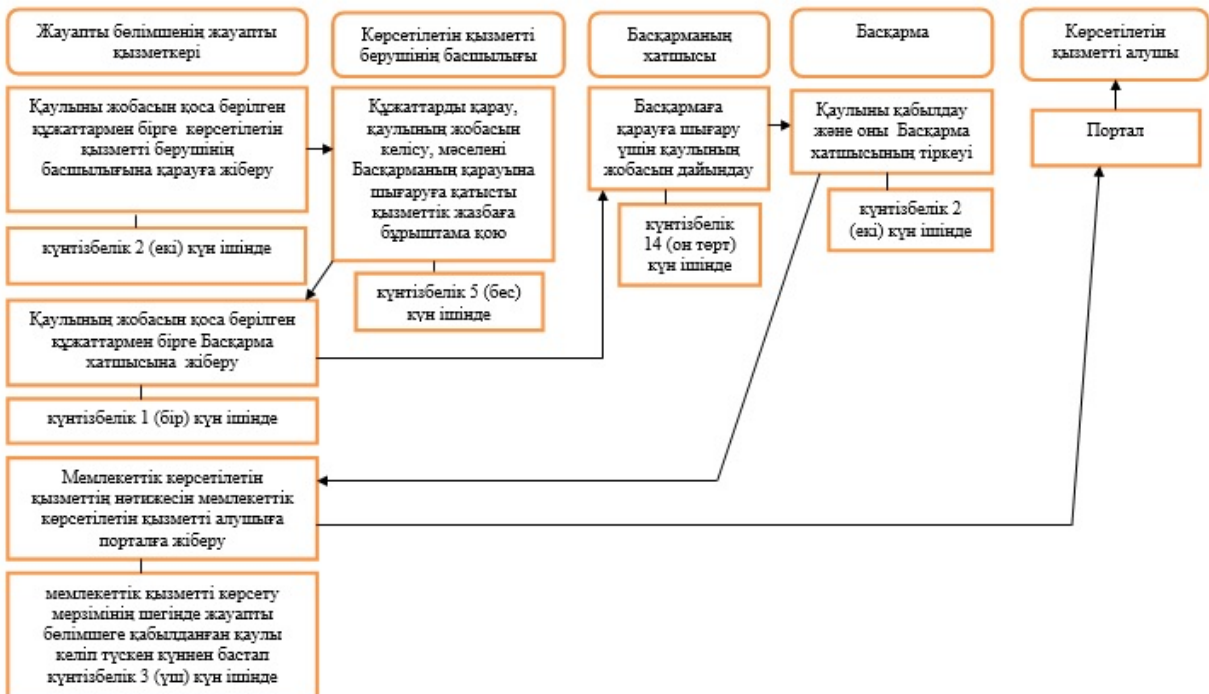 Жауапты бөлімшенің жауапты
қызметкері
Көрсетілетін қызметті
берушінің басшылығы
Басқарманың
хатшысы
Басқарма
Көрсетілетін
қызметті алушы
Қаулыны жобасын қоса берілген
құжаттармен бірге көрсетілетін
қызметті берушінің
басшылығына қарауға жіберу
Құжаттарды қарау,
қаулының жобасын
келісу, мәселені
Басқарманың қарауына
шығаруға қатысты
қызметтік жазбаға
бұрыштама қою
Басқармаға
қарауға шығару
үшін қаулының
жобасын дайындау
Қаулыны қабылдау
және оны Басқарма
хатшысының тіркеуі
Портал
күнтізбелік 2 (екі) күн ішінде
күнтізбелік 5 (бес)
күн ішінде
күнтізбелік
14 (он төрт)
күн ішінде
күнтізбелік 2
(екі) күн ішінде
Қаулының жобасын қоса берілген
құжаттармен бірге Басқарма
хатшысына жіберу
күнтізбелік 1 (бір) күн ішінде
Мемлекеттік көрсетілетін
қызметтің нәтижесін мемлекеттік
көрсетілетін қызметті алушыға
порталға жіберу
мемлекеттік қызметті көрсету
мерзімінің шегінде жауапты
бөлімшеге қабылданған қаулы
келіп түскен күннен бастап
күнтізбелік 3 (үш) күн ішінде